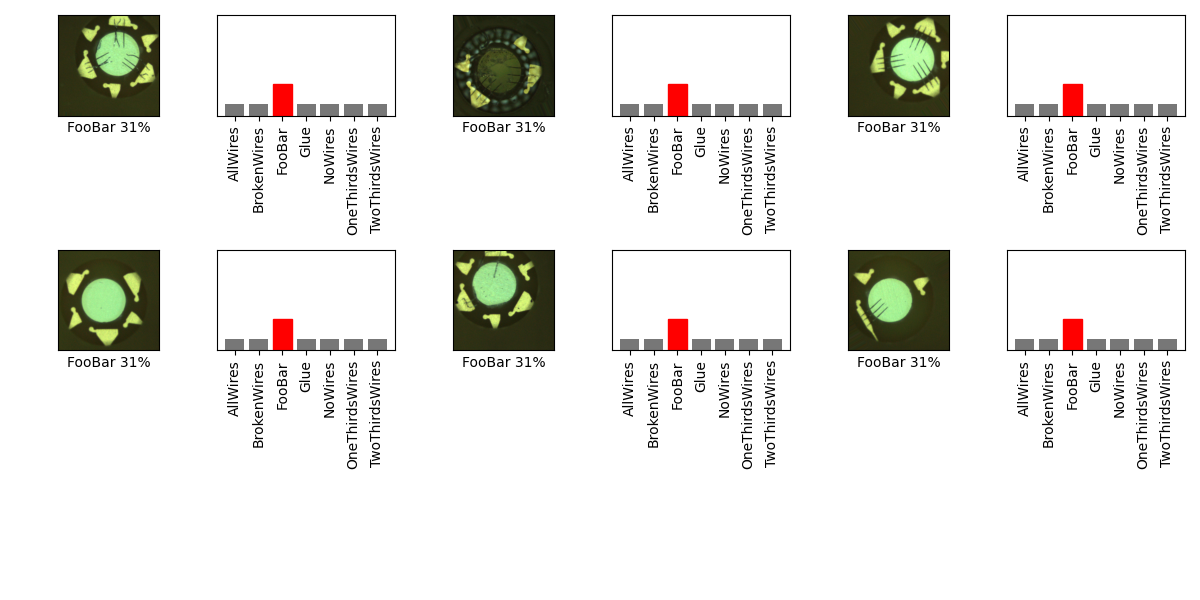 FooBar 31%
AllWires
BrokenWires
FooBar
Glue
NoWires
OneThirdsWires
TwoThirdsWires
FooBar 31%
AllWires
BrokenWires
FooBar
Glue
NoWires
OneThirdsWires
TwoThirdsWires
FooBar 31%
AllWires
BrokenWires
FooBar
Glue
NoWires
OneThirdsWires
TwoThirdsWires
FooBar 31%
AllWires
BrokenWires
FooBar
Glue
NoWires
OneThirdsWires
TwoThirdsWires
FooBar 31%
AllWires
BrokenWires
FooBar
Glue
NoWires
OneThirdsWires
TwoThirdsWires
FooBar 31%
AllWires
BrokenWires
FooBar
Glue
NoWires
OneThirdsWires
TwoThirdsWires